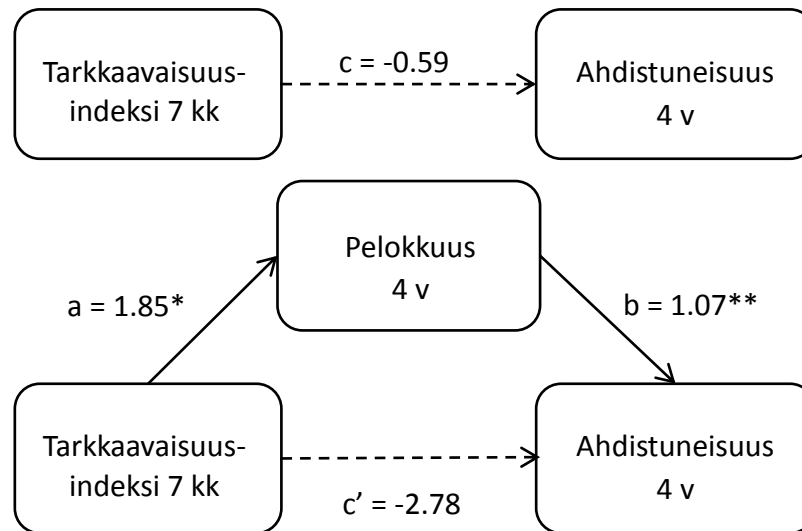 Tarkkaavaisuus-
indeksi 7 kk
c = -0.59
Ahdistuneisuus
4 v
Pelokkuus
4 v
a = 1.85*
b = 1.07**
Tarkkaavaisuus-
indeksi 7 kk
c’ = -2.78
Ahdistuneisuus
4 v